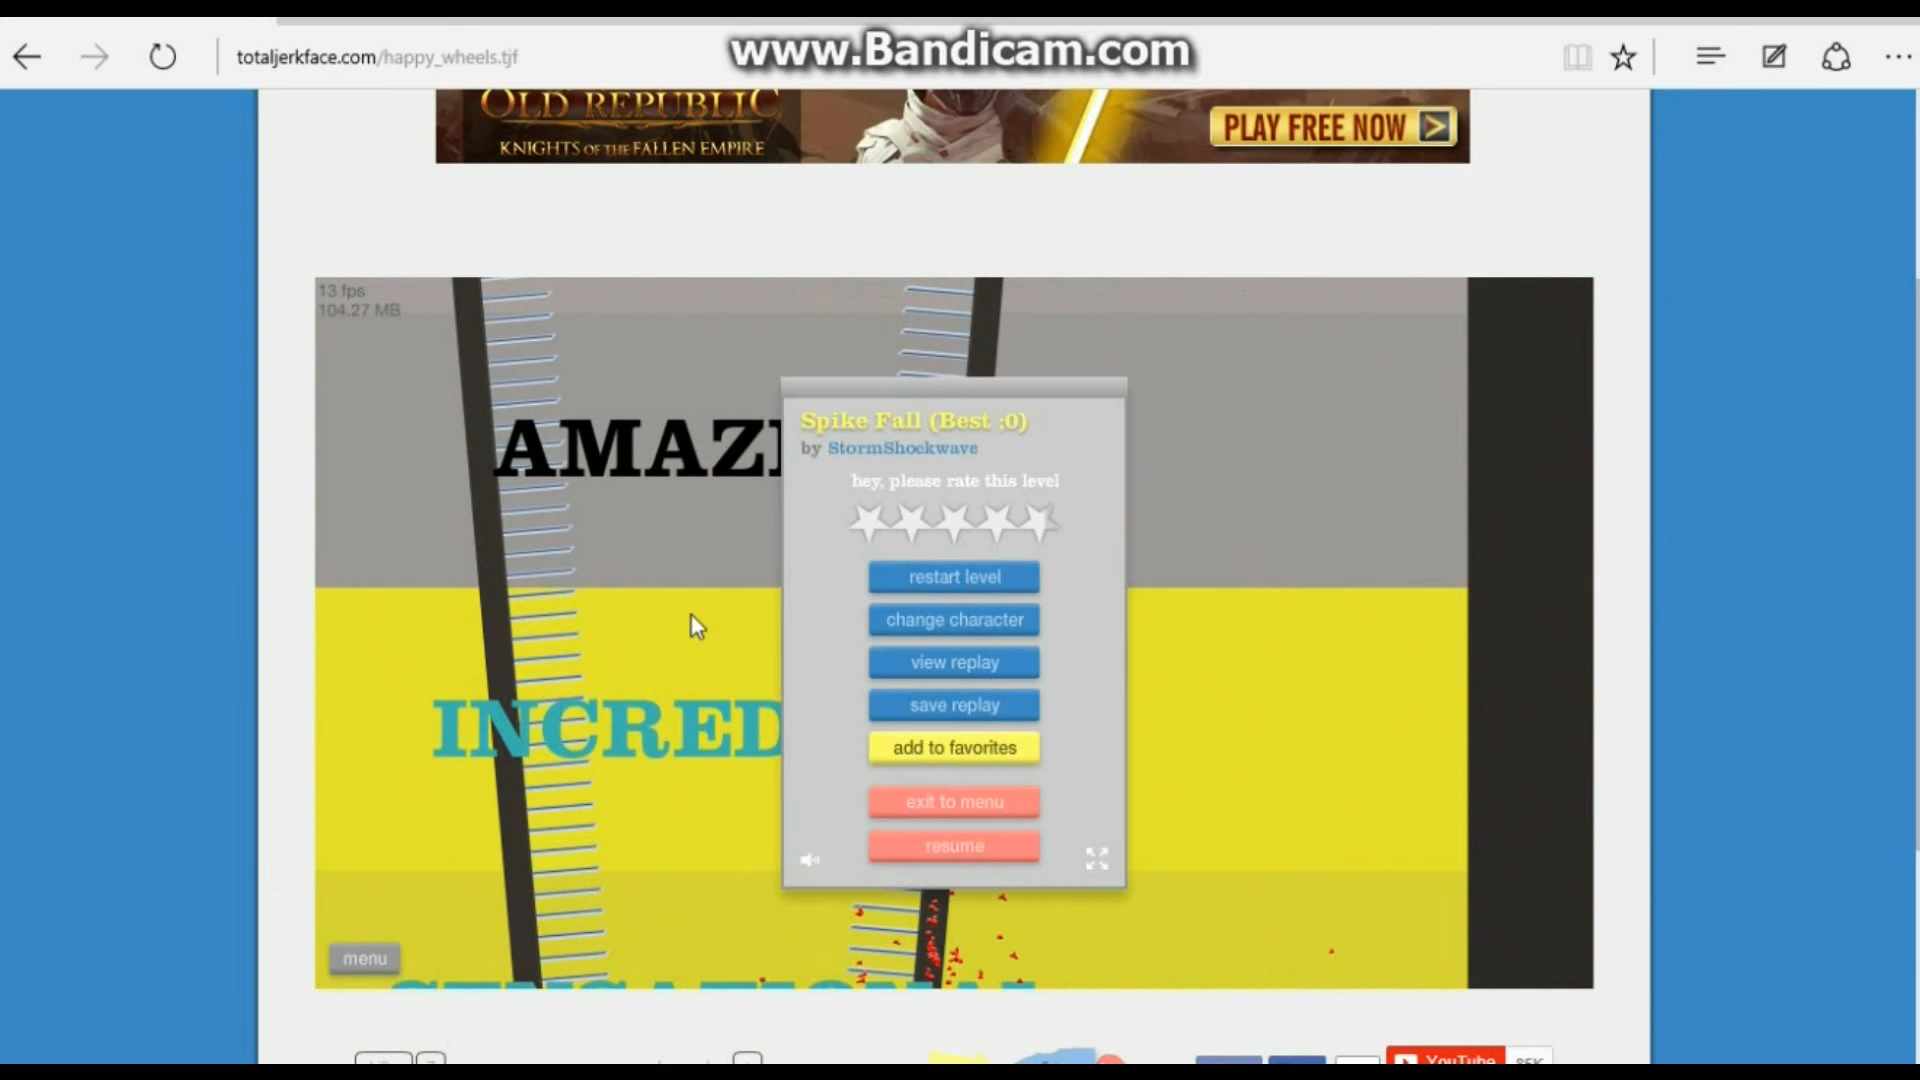 www.Bandicam.com
totaljerkface.com/happy_wheels.tjf
OLD REPUBLIC
KNIGHTS OF THE FALLEN EMPIRE
PLAY FREE NOW
13 fps
104.27 MB
AMAZI
Spike Fall (Best ;0)
by StormShockwave
hey, please rate this level
restart level
change character
view replay
save replay
INCRED
add to favorites
exit to menu
resume
menu
SENSATIONAL
YouTube
85K